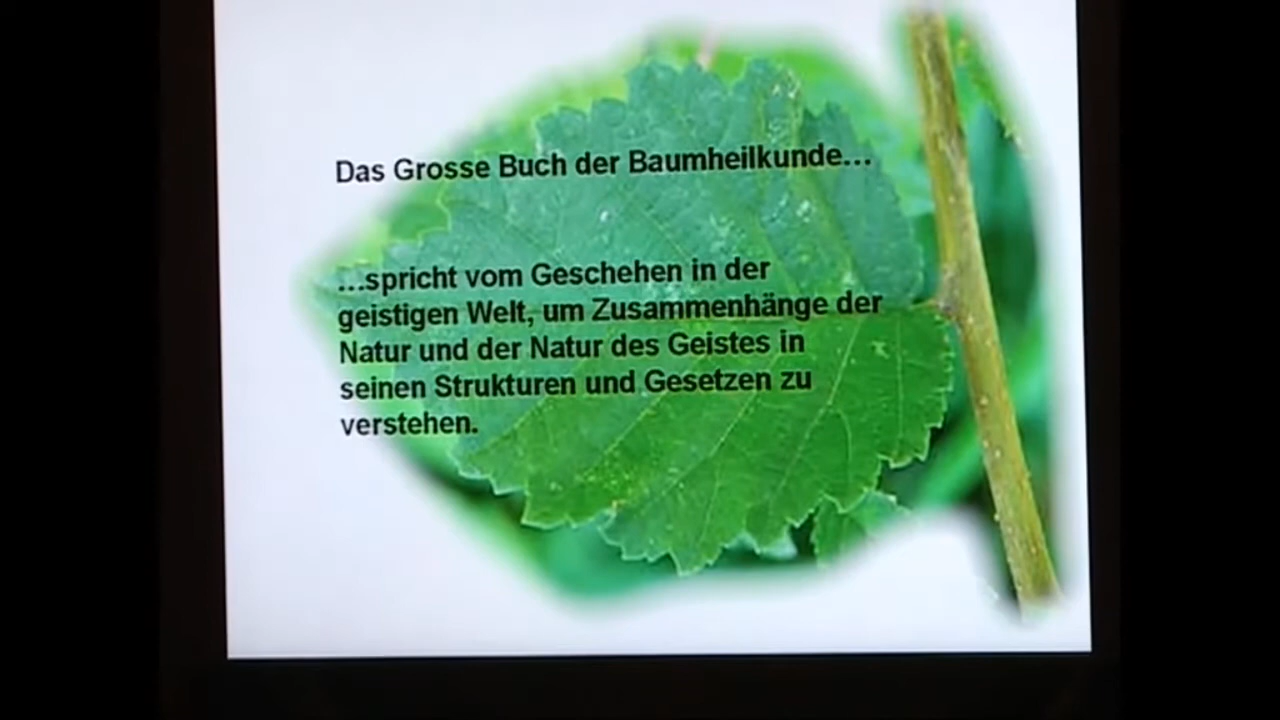 Das Grosse Buch der Baumheilkunde...
...spricht vom Geschehen in der
geistigen Welt, um Zusammenhänge der
Natur und der Natur des Geistes in
seinen Strukturen und Gesetzen zu
verstehen.